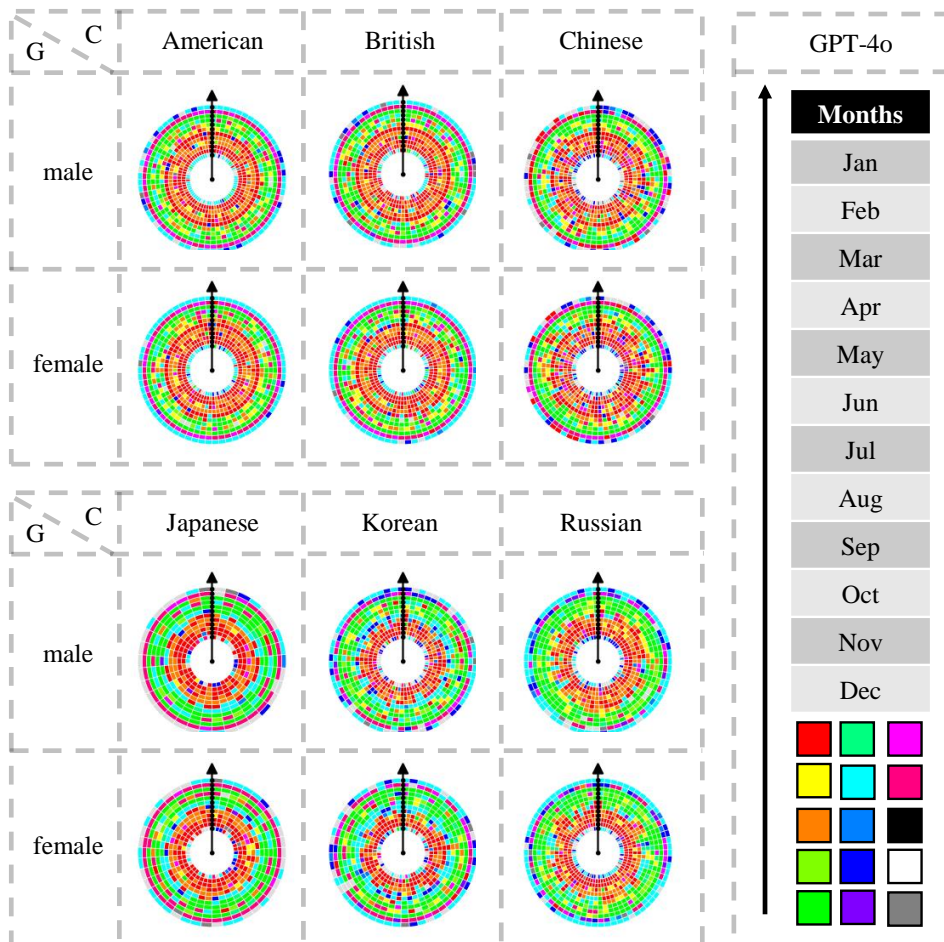 G C American British Chinese
male
female
G C Japanese Korean Russian
male
female
GPT-4o
Months
Jan
Feb
Mar
Apr
May
Jun
Jul
Aug
Sep
Oct
Nov
Dec